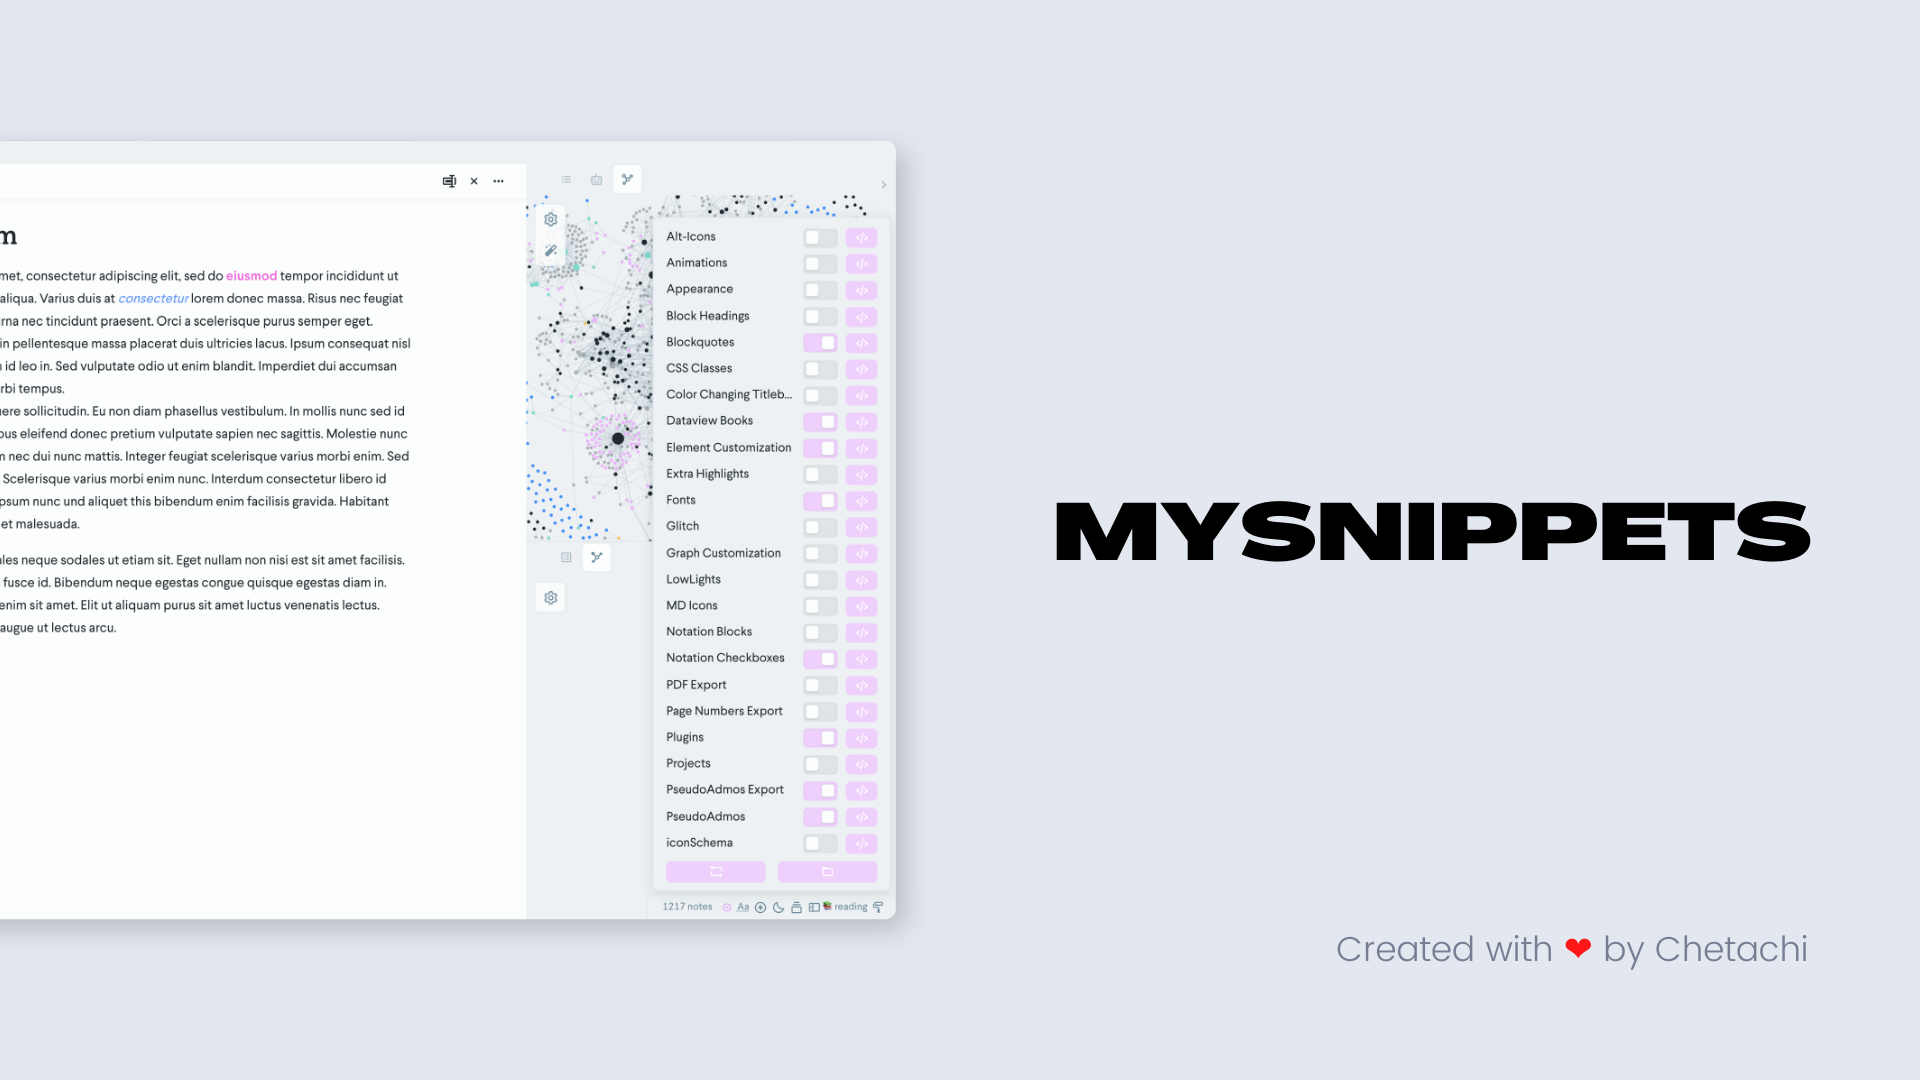 m
met, consectetur adipiscing elit, sed do eiusmod tempor incididunt ut
aliqua. Varius duis at consectetur lorem donec massa. Risus nec feugiat
rna nec tincidunt praesent. Orci a scelerisque purus semper eget.
in pellentesque massa placerat duis ultricies lacus. Ipsum consequat nisl
id leo in. Sed vulputate odio ut enim blandit. Imperdiet dui accumsan
rbi tempus.
uere sollicitudin. Eu non diam phasellus vestibulum. In mollis nunc sed id
ous eleifend donec pretium vulputate sapien nec sagittis. Molestie nunc
n nec dui nunc mattis. Integer feugiat scelerisque varius morbi enim. Sed
Scelerisque varius morbi enim nunc. Interdum consectetur libero id
psum nunc und aliquet this bibendum enim facilisis gravida. Habitant
et malesuada.
ales neque sodales ut etiam sit. Eget nullam non nisi est sit amet facilisis.
fusce id. Bibendum neque egestas congue quisque egestas diam in.
enim sit amet. Elit ut aliquam purus sit amet luctus venenatis lectus.
augue ut lectus arcu.
Alt-Icons
Animations
Appearance
Block Headings
Blockquotes
CSS Classes
Color Changing Titleb...
Dataview Books
Element Customization
Extra Highlights
Fonts
Glitch
Graph Customization
LowLights
MD Icons
Notation Blocks
Notation Checkboxes
PDF Export
Page Numbers Export
Plugins
Projects
PseudoAdmos Export
PseudoAdmos
iconSchema
1217 notes Aa reading
MYSNIPPETS
Created with ❤ by Chetachi